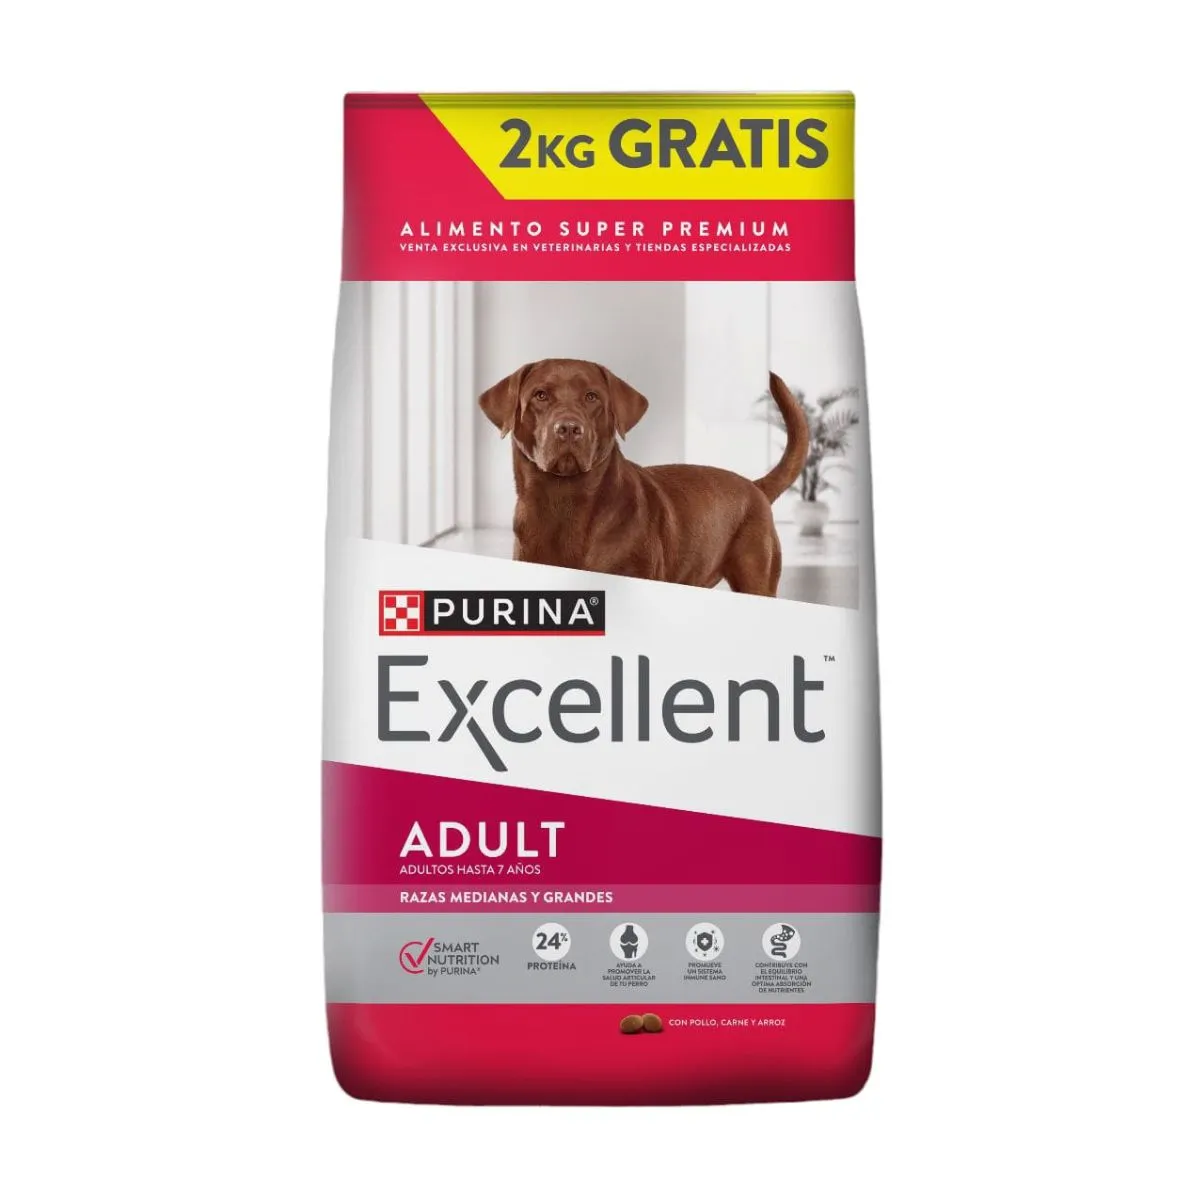 2KG GRATIS
ALIMENTO SUPER PREMIUM
VENTA EXCLUSIVA EN VETERINARIAS Y TIENDAS ESPECIALIZADAS
PURINA®
Excellent™
ADULT
ADULTOS HASTA 7 AÑOS
RAZAS MEDIANAS Y GRANDES
SMART
NUTRITION
by PURINA®
24%
PROTEÍNA
AYUDA A
PROMOVER LA
SALUD ARTICULAR
DE TU PERRO
PROMUEVE
UN SISTEMA
INMUNE SANO
CONTRIBUYE CON
EL EQUILIBRIO
INTESTINAL Y UNA
ÓPTIMA ABSORCIÓN
DE NUTRIENTES
CON POLLO, CARNE Y ARROZ